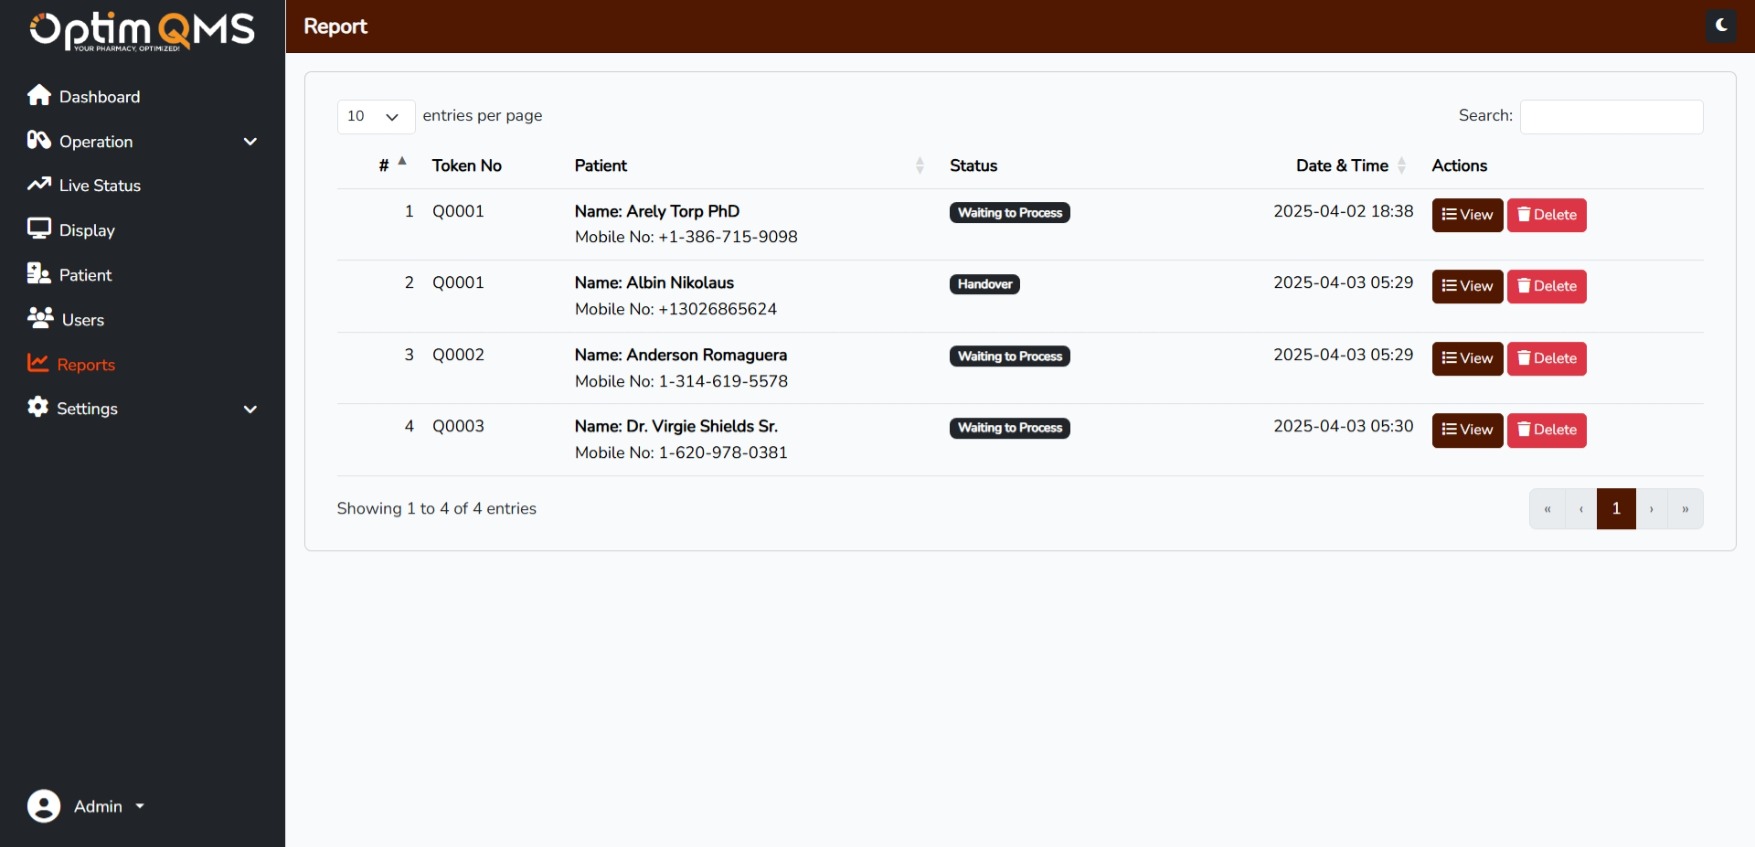 Optim QMS
YOUR PHARMACY, OPTIMIZED!
Dashboard
Operation
Live Status
Display
Patient
Users
Reports
Settings
Admin
Report
10 entries per page
Search:
# Token No Patient Status Date & Time Actions
1 Q0001 Name: Arely Torp PhD Waiting to Process 2025-04-02 18:38 View Delete
Mobile No: +1-386-715-9098
2 Q0001 Name: Albin Nikolaus Handover 2025-04-03 05:29 View Delete
Mobile No: +13026865624
3 Q0002 Name: Anderson Romaguera Waiting to Process 2025-04-03 05:29 View Delete
Mobile No: 1-314-619-5578
4 Q0003 Name: Dr. Virgie Shields Sr. Waiting to Process 2025-04-03 05:30 View Delete
Mobile No: 1-620-978-0381
Showing 1 to 4 of 4 entries
« ‹ 1 › »